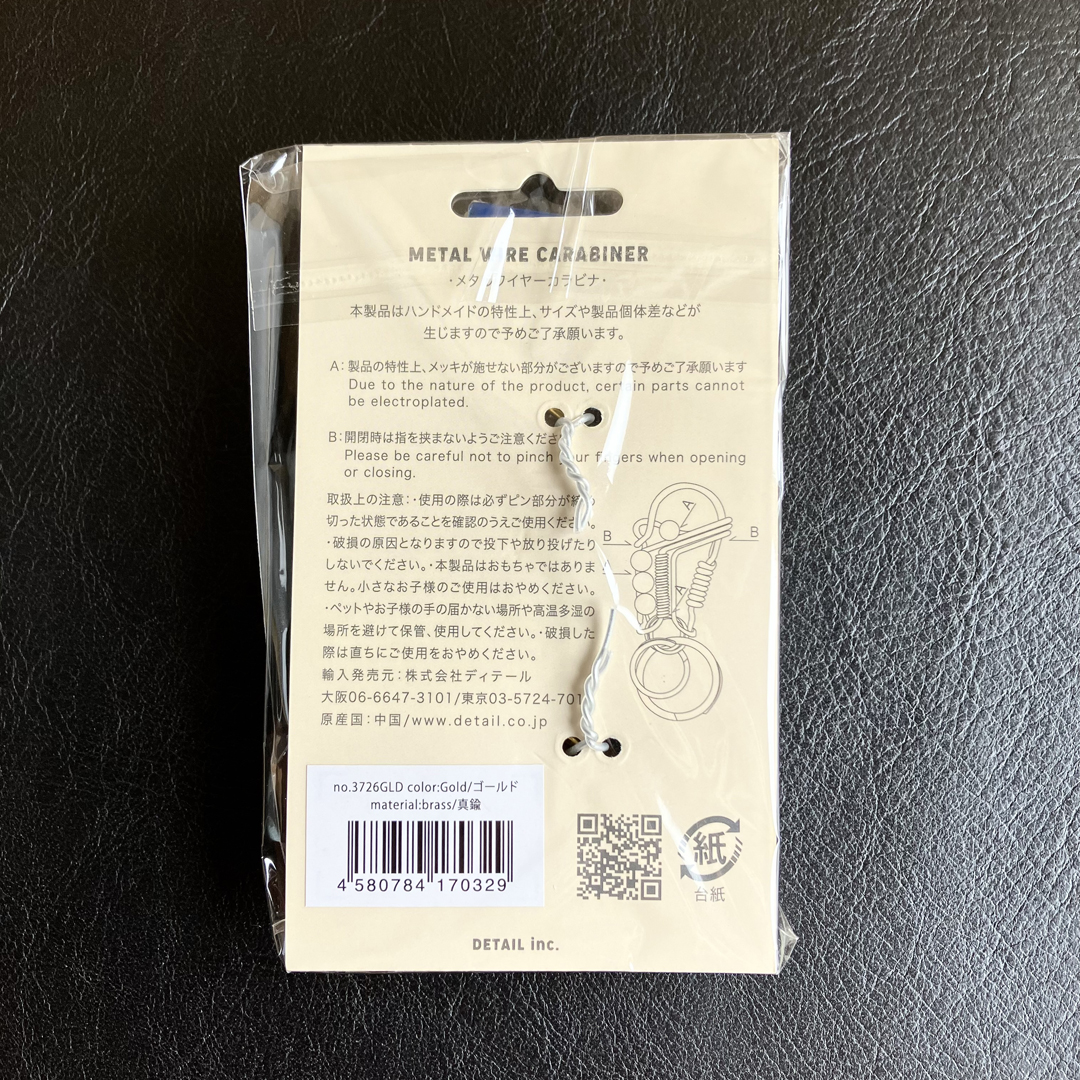 METAL WIRE CARABINER
・メタルワイヤーカラビナ・
本製品はハンドメイドの特性上、サイズや製品個体差などが
生じますので予めご了承願います。
A：製品の特性上、メッキが施せない部分がございますので予めご了承願います
Due to the nature of the product, certain parts cannot
be electroplated.
B：開閉時は指を挟まないようご注意くださ
Please be careful not to pinch your fingers when opening
or closing.
取扱上の注意：・使用の際は必ずピン部分が締め
切った状態であることを確認のうえご使用ください。
・破損の原因となりますので投下や放り投げたり
しないでください。・本製品はおもちゃではありま
せん。小さなお子様のご使用はおやめください。
・ペットやお子様の手の届かない場所や高温多湿の
場所を避けて保管、使用してください。・破損した
際は直ちにご使用をおやめください。
輸入発売元：株式会社ディテール
大阪06-6647-3101/東京03-5724-701
原産国：中国/www.detail.co.jp
A
B
B
A
A
no.3726GLD color:Gold/ゴールド
material:brass/真鍮
4 580784 170329
紙
台紙
DETAIL inc.